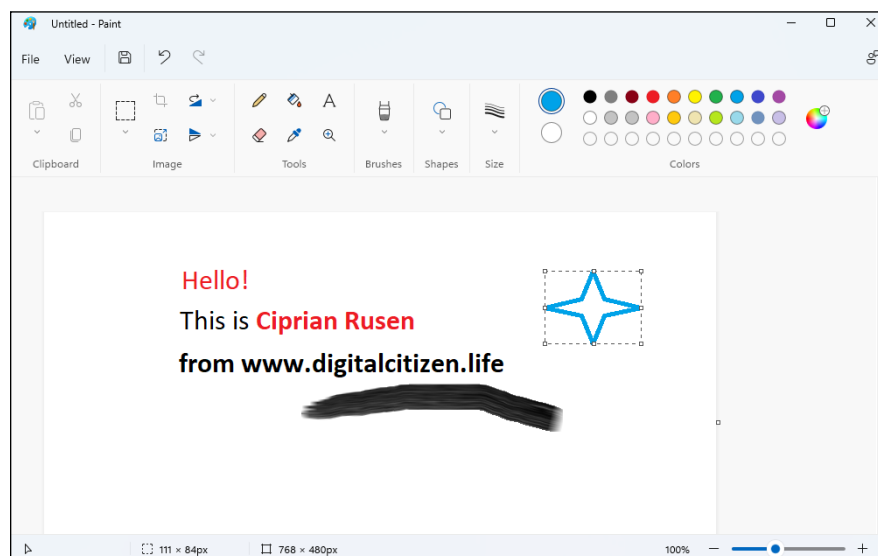 Untitled - Paint
File View
Clipboard Image Tools Brushes Shapes Size Colors
Hello!
This is Ciprian Rusen
from www.digitalcitizen.life
111 × 84px 768 × 480px 100%